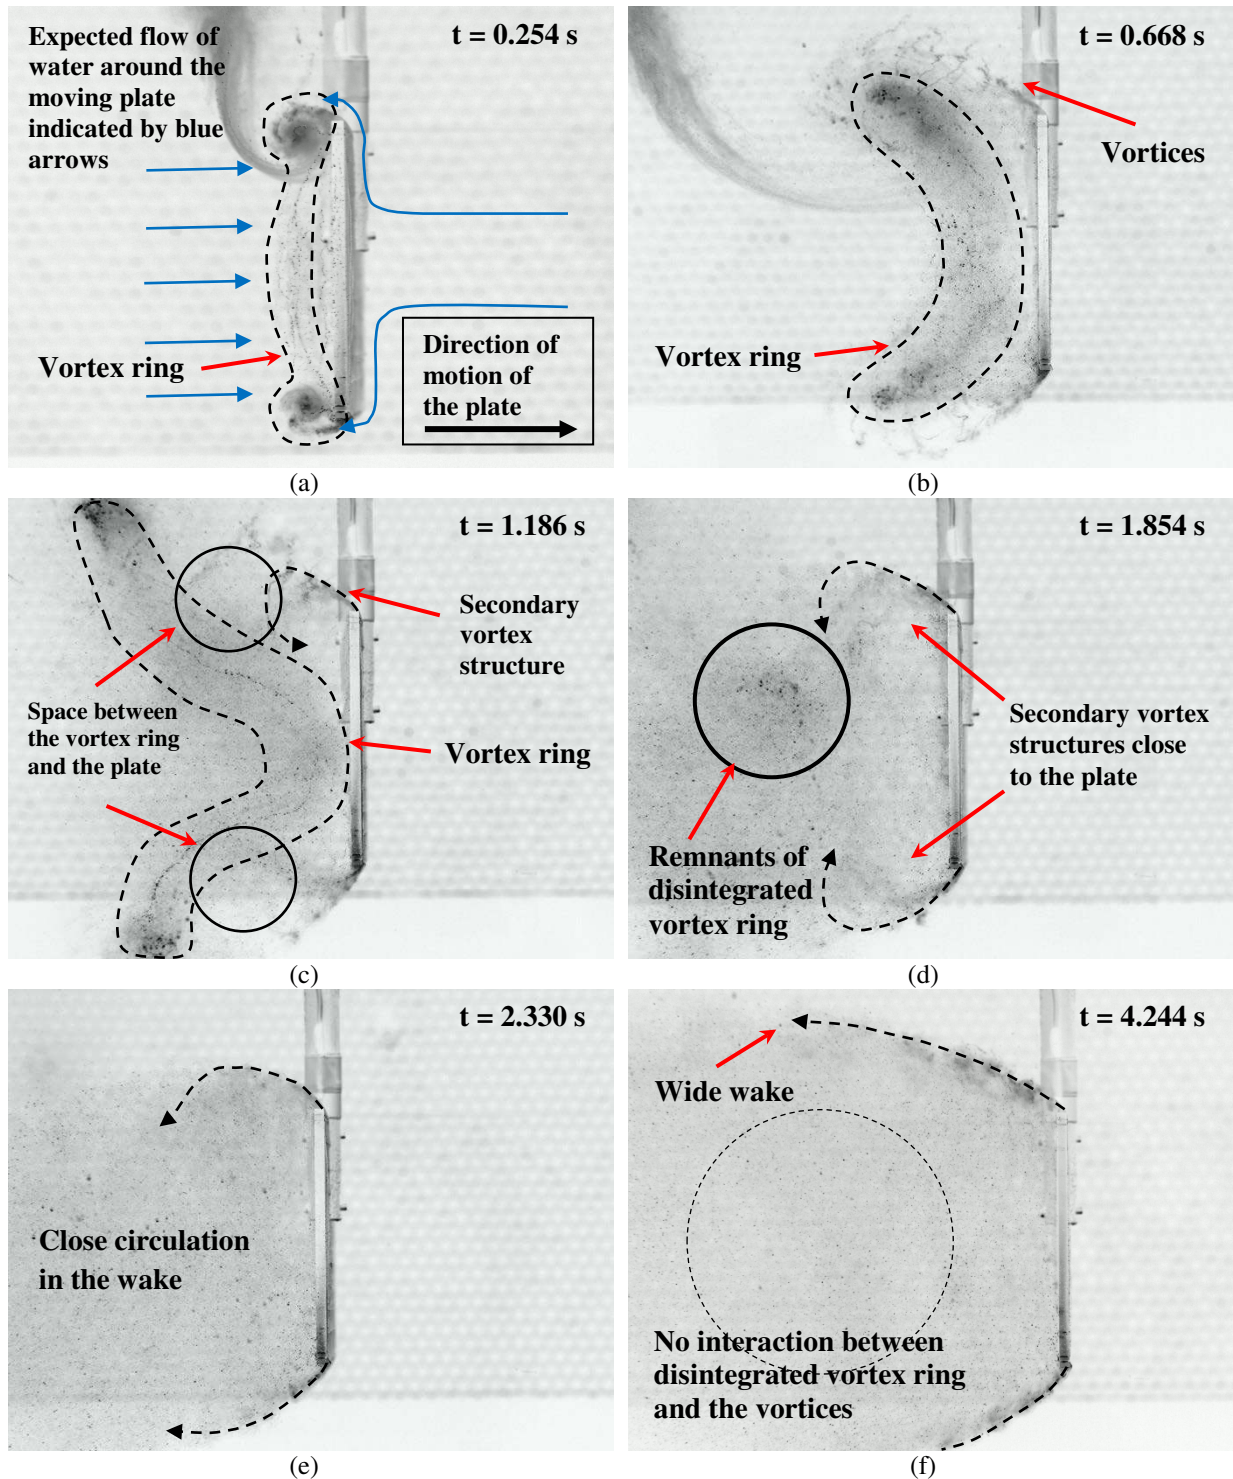 Expected flow of
water around the
moving plate
indicated by blue
arrows
t = 0.254 s
Vortex ring
Direction of
motion of
the plate
(a)
t = 0.668 s
Vortices
Vortex ring
(b)
t = 1.186 s
Secondary
vortex
structure
Space between
the vortex ring
and the plate
Vortex ring
(c)
t = 1.854 s
Secondary vortex
structures close
to the plate
Remnants of
disintegrated
vortex ring
(d)
t = 2.330 s
Close circulation
in the wake
(e)
t = 4.244 s
Wide wake
No interaction between
disintegrated vortex ring
and the vortices
(f)